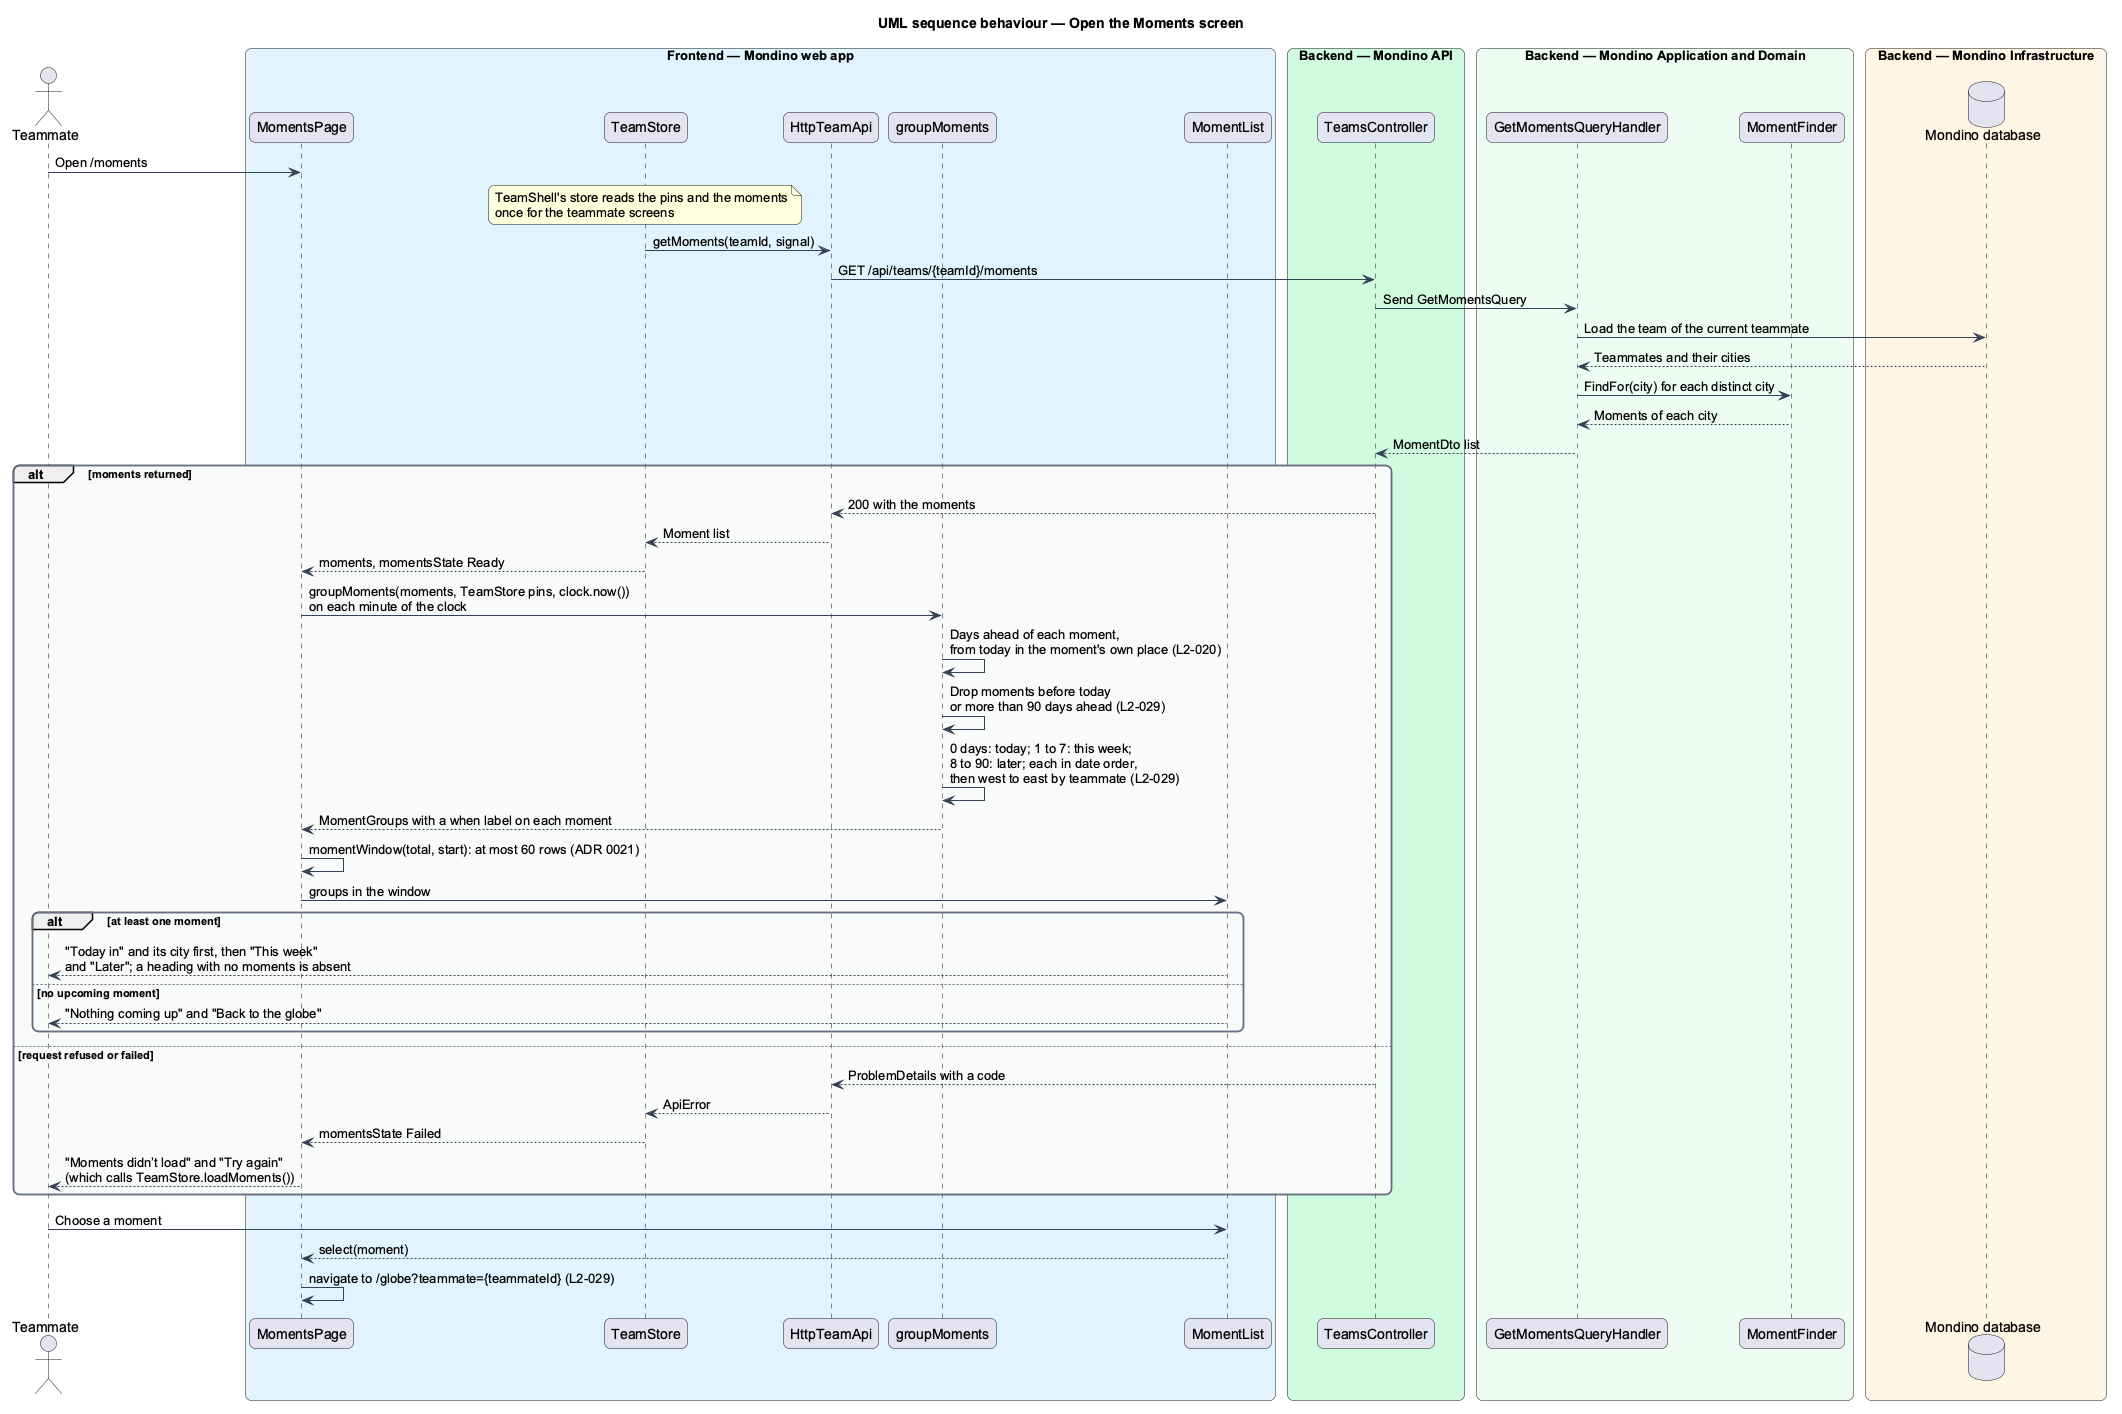 UML sequence behaviour — Open the Moments screen
Frontend — Mondino web app
Backend — Mondino API
Backend — Mondino Application and Domain
Backend — Mondino Infrastructure
Teammate
MomentsPage
TeamStore
HttpTeamApi
groupMoments
MomentList
TeamsController
GetMomentsQueryHandler
MomentFinder
Mondino database
Open /moments
TeamShell's store reads the pins and the moments
once for the teammate screens
getMoments(teamId, signal)
GET /api/teams/{teamId}/moments
Send GetMomentsQuery
Load the team of the current teammate
Teammates and their cities
FindFor(city) for each distinct city
Moments of each city
MomentDto list
alt
[moments returned]
200 with the moments
Moment list
moments, momentsState Ready
groupMoments(moments, TeamStore pins, clock.now())
on each minute of the clock
Days ahead of each moment,
from today in the moment's own place (L2-020)
Drop moments before today
or more than 90 days ahead (L2-029)
0 days: today; 1 to 7: this week;
8 to 90: later; each in date order,
then west to east by teammate (L2-029)
MomentGroups with a when label on each moment
momentWindow(total, start): at most 60 rows (ADR 0021)
groups in the window
alt
[at least one moment]
"Today in" and its city first, then "This week"
and "Later"; a heading with no moments is absent
[no upcoming moment]
"Nothing coming up" and "Back to the globe"
[request refused or failed]
ProblemDetails with a code
ApiError
momentsState Failed
"Moments didn’t load" and "Try again"
(which calls TeamStore.loadMoments())
Choose a moment
select(moment)
navigate to /globe?teammate={teammateId} (L2-029)
Teammate
MomentsPage
TeamStore
HttpTeamApi
groupMoments
MomentList
TeamsController
GetMomentsQueryHandler
MomentFinder
Mondino database